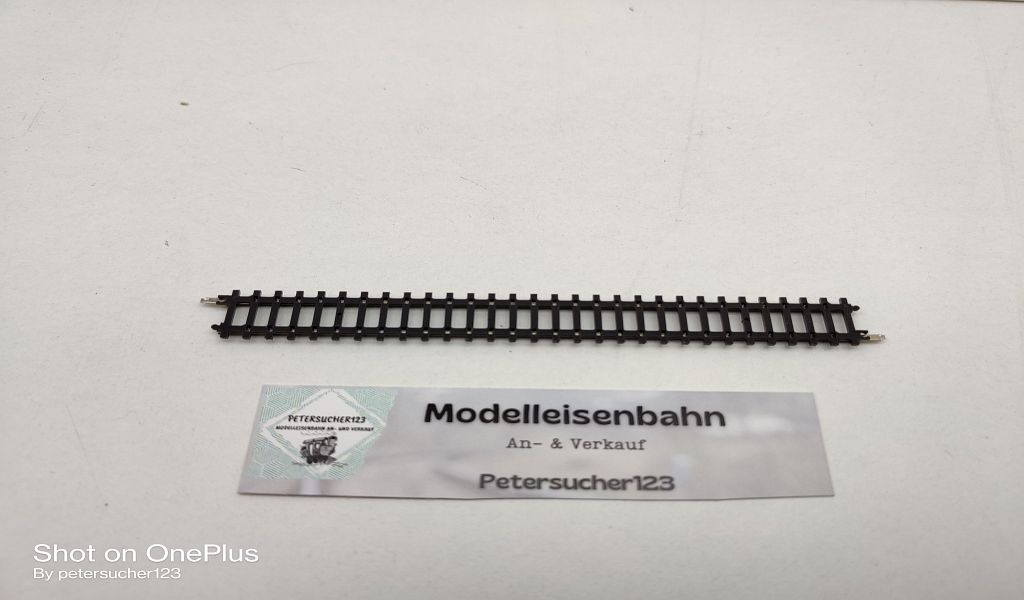 PETERSUCHER123
MODELLEISENBAHN AN- UND VERKAUF
Modelleisenbahn
An- & Verkauf
Petersucher123
Shot on OnePlus
By petersucher123